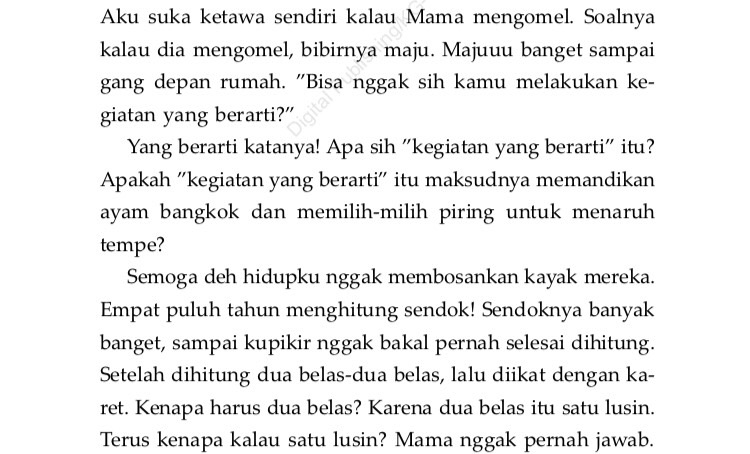 Aku suka ketawa sendiri kalau Mama mengomel. Soalnya
kalau dia mengomel, bibirnya maju. Majuuu banget sampai
gang depan rumah. ”Bisa nggak sih kamu melakukan ke-
giatan yang berarti?”
Yang berarti katanya! Apa sih ”kegiatan yang berarti” itu?
Apakah ”kegiatan yang berarti” itu maksudnya memandikan
ayam bangkok dan memilih-milih piring untuk menaruh
tempe?
Semoga deh hidupku nggak membosankan kayak mereka.
Empat puluh tahun menghitung sendok! Sendoknya banyak
banget, sampai kupikir nggak bakal pernah selesai dihitung.
Setelah dihitung dua belas-dua belas, lalu diikat dengan ka-
ret. Kenapa harus dua belas? Karena dua belas itu satu lusin.
Terus kenapa kalau satu lusin? Mama nggak pernah jawab.
Digital